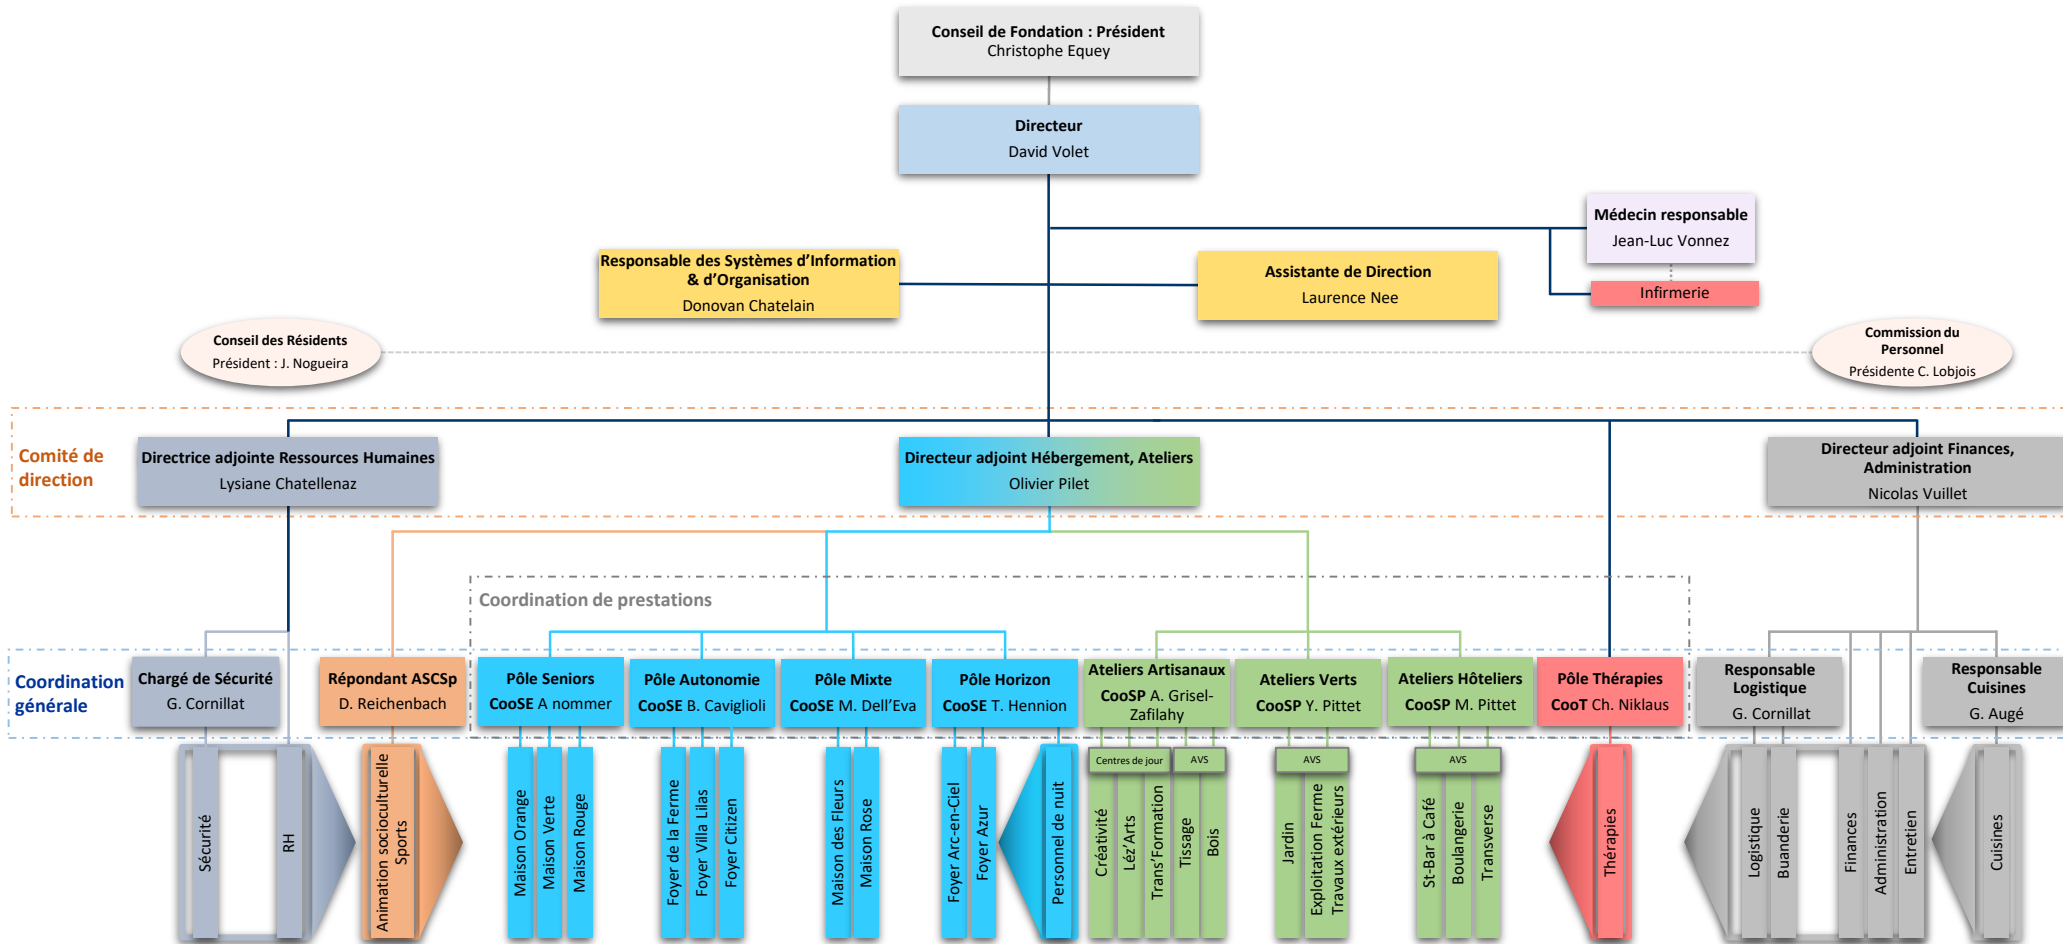 Conseil de Fondation : Président
Christophe Equey
Directeur
David Volet
Médecin responsable
Jean-Luc Vonnez
Infirmerie
Responsable des Systèmes d'Information
& d'Organisation
Donovan Chatelain
Assistante de Direction
Laurence Nee
Conseil des Résidents
Président : J. Nogueira
Commission du
Personnel
Présidente C. Lobjois
Comité de
direction
Directrice adjointe Ressources Humaines
Lysiane Chatellenaz
Directeur adjoint Hébergement, Ateliers
Olivier Pilet
Directeur adjoint Finances,
Administration
Nicolas Vuillet
Coordination de prestations
Coordination
générale
Chargé de Sécurité
G. Cornillat
Répondant ASCSp
D. Reichenbach
Pôle Seniors
CooSE A nommer
Pôle Autonomie
CooSE B. Caviglioli
Pôle Mixte
CooSE M. Dell'Eva
Pôle Horizon
CooSE T. Hennion
Ateliers Artisanaux
CooSP A. Grisel-
Zafilahy
Ateliers Verts
CooSP Y. Pittet
Ateliers Hôteliers
CooSP M. Pittet
Pôle Thérapies
CooT Ch. Niklaus
Responsable
Logistique
G. Cornillat
Responsable
Cuisines
G. Augé
Sécurité
RH
Animation socioculturelle
Sports
Maison Orange
Maison Verte
Maison Rouge
Foyer de la Ferme
Foyer Villa Lilas
Foyer Citizen
Maison des Fleurs
Maison Rose
Foyer Arc-en-Ciel
Foyer Azur
Personnel de nuit
Centres de jour
AVS
Créativité
Léz'Arts
Trans'Formation
Tissage
Bois
AVS
Jardin
Exploitation Ferme
Travaux extérieurs
AVS
St-Bar à Café
Boulangerie
Transverse
Thérapies
Logistique
Buanderie
Finances
Administration
Entretien
Cuisines